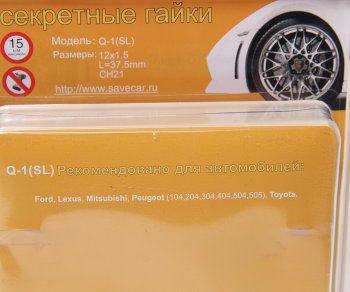 секретные гайки
Модель: Q-1(SL)
Размеры: 12x1.5
L=37.5mm
CH21
http://www.savecar.ru
15
Q-1(SL) Рекомендовано для автомобилей:
Ford, Lexus, Mitsubishi, Peugeot (104,204,304,404,504,505), Toyota.